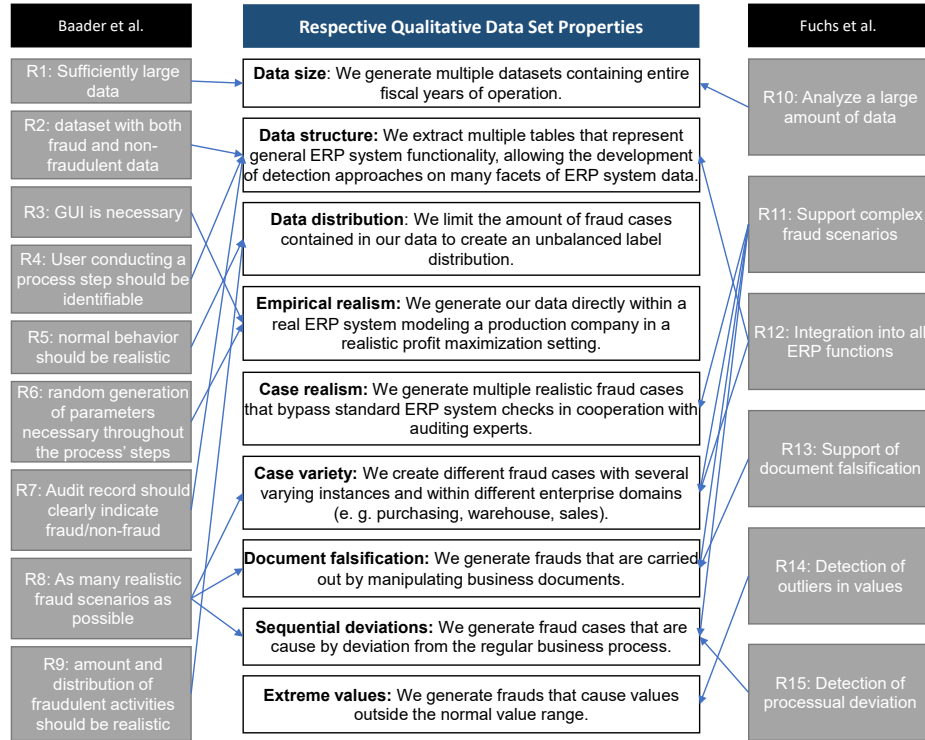 Baader et al.
R1: Sufficiently large
data
R2: dataset with both
fraud and non-
fraudulent data
R3: GUI is necessary
R4: User conducting a
process step should be
identifiable
R5: normal behavior
should be realistic
R6: random generation
of parameters
necessary throughout
the process' steps
R7: Audit record should
clearly indicate
fraud/non-fraud
R8: As many realistic
fraud scenarios as
possible
R9: amount and
distribution of
fraudulent activities
should be realistic
Respective Qualitative Data Set Properties
Data size: We generate multiple datasets containing entire
fiscal years of operation.
Data structure: We extract multiple tables that represent
general ERP system functionality, allowing the development
of detection approaches on many facets of ERP system data.
Data distribution: We limit the amount of fraud cases
contained in our data to create an unbalanced label
distribution.
Empirical realism: We generate our data directly within a
real ERP system modeling a production company in a
realistic profit maximization setting.
Case realism: We generate multiple realistic fraud cases
that bypass standard ERP system checks in cooperation with
auditing experts.
Case variety: We create different fraud cases with several
varying instances and within different enterprise domains
(e. g. purchasing, warehouse, sales).
Document falsification: We generate frauds that are carried
out by manipulating business documents.
Sequential deviations: We generate fraud cases that are
cause by deviation from the regular business process.
Extreme values: We generate frauds that cause values
outside the normal value range.
Fuchs et al.
R10: Analyze a large
amount of data
R11: Support complex
fraud scenarios
R12: Integration into all
ERP functions
R13: Support of
document falsification
R14: Detection of
outliers in values
R15: Detection of
processual deviation